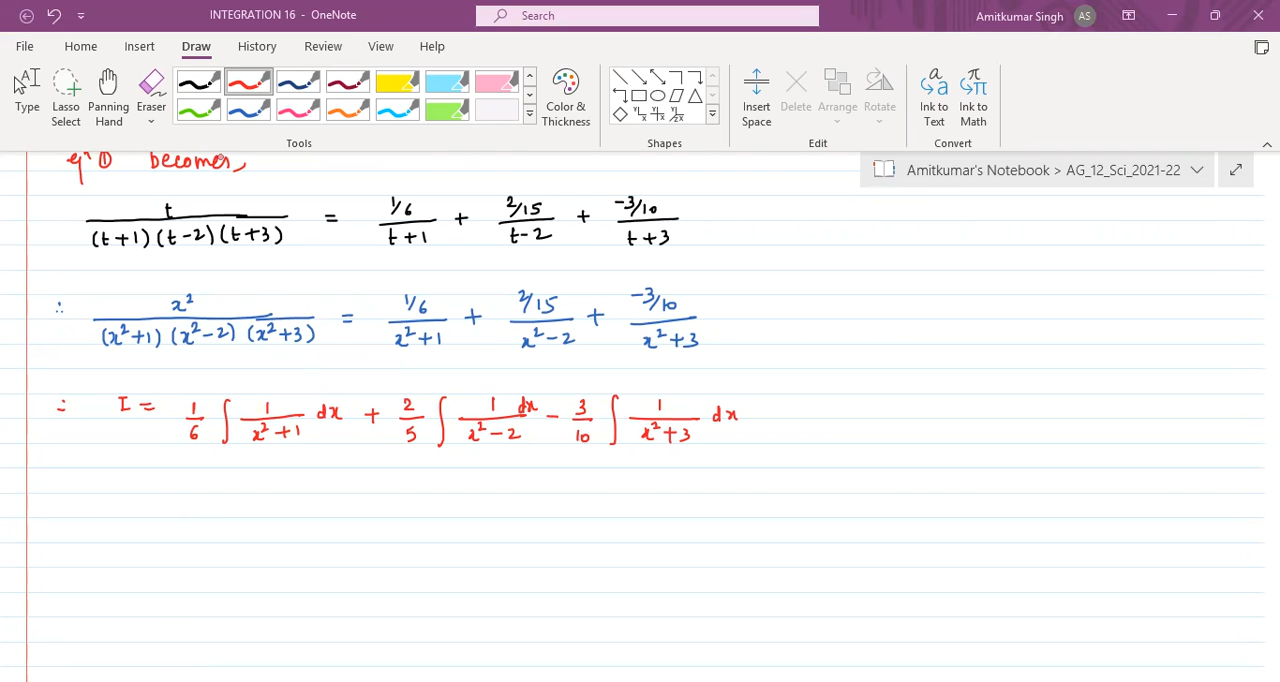 INTEGRATION 16 - OneNote
Search
Amitkumar Singh AS
File Home Insert Draw History Review View Help
Type Lasso Select Panning Hand Eraser Color & Thickness Insert Space Delete Arrange Rotate Ink to Text Ink to Math
Tools Shapes Edit Convert
Amitkumar's Notebook > AG_12_Sci_2021-22
eqⁿ ① becomes,
t/((t+1)(t-2)(t+3)) = (1/6)/(t+1) + (2/15)/(t-2) + (-3/10)/(t+3)
∴ x²/((x²+1)(x²-2)(x²+3)) = (1/6)/(x²+1) + (2/15)/(x²-2) + (-3/10)/(x²+3)
∴ I = 1/6 ∫ 1/(x²+1) dx + 2/5 ∫ 1/(x²-2) dx - 3/10 ∫ 1/(x²+3) dx